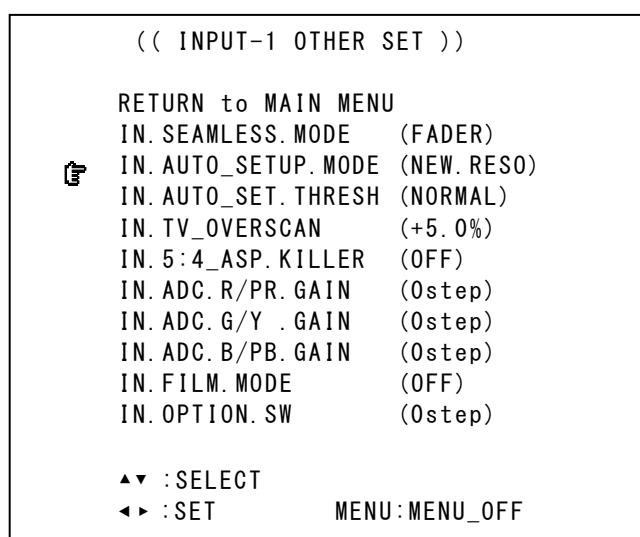 (( INPUT-1 OTHER SET ))
RETURN to MAIN MENU
IN.SEAMLESS.MODE (FADER)
IN.AUTO_SETUP.MODE (NEW.RESO)
IN.AUTO_SET.THRESH (NORMAL)
IN.TV_OVERSCAN (+5.0%)
IN.5:4_ASP.KILLER (OFF)
IN.ADC.R/PR.GAIN (0step)
IN.ADC.G/Y .GAIN (0step)
IN.ADC.B/PB.GAIN (0step)
IN.FILM.MODE (OFF)
IN.OPTION.SW (0step)
▲▼ :SELECT
◄► :SET MENU:MENU_OFF